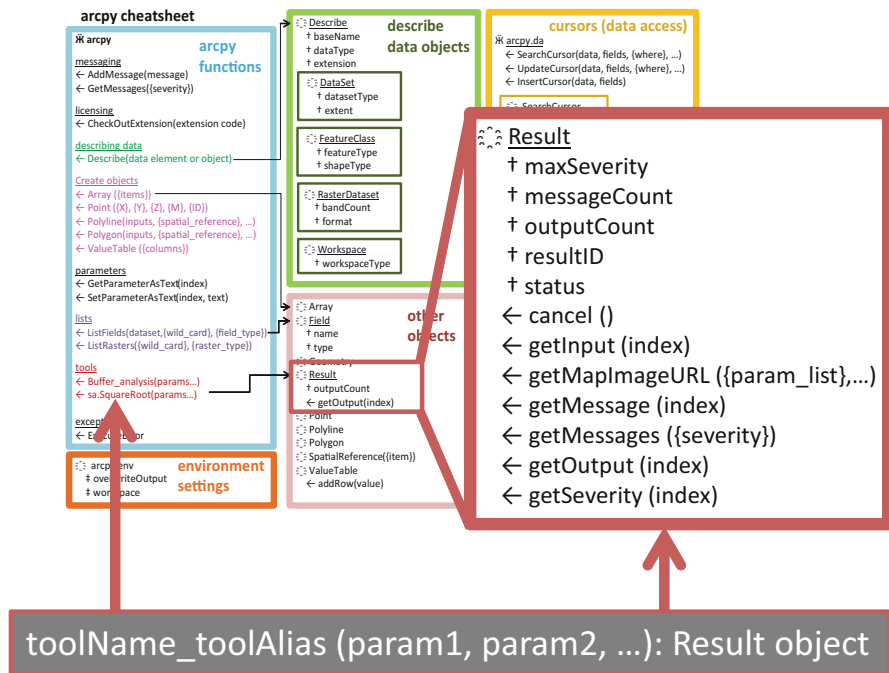 arcpy cheatsheet
Ӝ arcpy
arcpy
functions
messaging
← AddMessage(message)
← GetMessages({severity})
licensing
← CheckOutExtension(extension code)
describing data
← Describe(data element or object)
Create objects
← Array ({items})
← Point ({X}, {Y}, {Z}, {M}, {ID})
← Polyline(inputs, {spatial_reference}, ...)
← Polygon(inputs, {spatial_reference}, ...)
← ValueTable ({columns})
parameters
← GetParameterAsText(index)
← SetParameterAsText(index, text)
lists
← ListFields(dataset,{wild_card}, {field_type})
← ListRasters({wild_card}, {raster_type})
tools
← Buffer_analysis(params...)
← sa.SquareRoot(params...)
environment
settings
‡ workspace
Describe
† baseName
† dataType
† extension
describe
data objects
DataSet
† datasetType
† extent
FeatureClass
† featureType
† shapeType
RasterDataset
† bandCount
† format
Workspace
† workspaceType
Array
Field
† name
† type
other
objects
Geometry
Result
† outputCount
← getOutput(index)
Point
Polyline
Polygon
SpatialReference({item})
ValueTable
← addRow(value)
cursors (data access)
Ӝ arcpy.da
← SearchCursor(data, fields, {where}, ...)
← UpdateCursor(data, fields, {where}, ...)
← InsertCursor(data, fields)
SearchCursor
Result
† maxSeverity
† messageCount
† outputCount
† resultID
† status
← cancel ()
← getInput (index)
← getMapImageURL ({param_list},...)
← getMessage (index)
← getMessages ({severity})
← getOutput (index)
← getSeverity (index)
toolName_toolAlias (param1, param2, ...): Result object